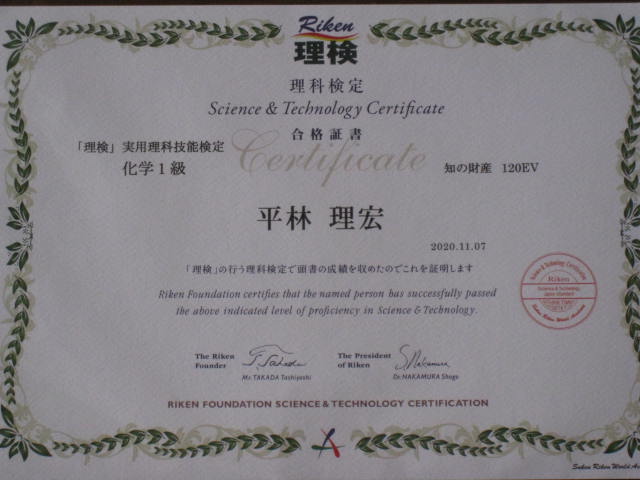 Riken
理検
理科検定
Science & Technology Certificate
合格証書
Certificate
「理検」実用理科技能検定
化学1級
知の財産 120EV
平林 理宏
2020.11.07
「理検」の行う理科検定で頭書の成績を収めたのでこれを証明します
Riken Foundation certifies that the named person has successfully passed
the above indicated level of proficiency in Science & Technology.
Riken
The Riken
Founder
Mr. TAKADA Toshiyoshi
The President
of Riken
Dr. NAKAMURA Shogo
RIKEN FOUNDATION SCIENCE & TECHNOLOGY CERTIFICATION
Suken Riken World